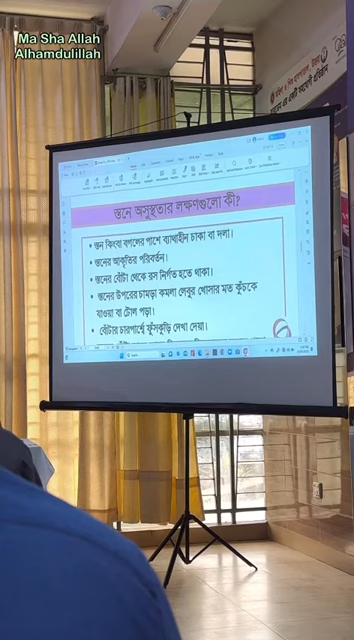 Ma Sha Allah
Alhamdulillah
স্তনে অসুস্থতার লক্ষণগুলো কী?
• স্তন কিংবা বগলের পাশে ব্যাথাহীন চাকা বা দলা।
• স্তনের আকৃতির পরিবর্তন।
• স্তনের বোঁটা থেকে রস নির্গত হতে থাকা।
• স্তনের উপরের চামড়া কমলা লেবুর খোসার মত কুঁচকে
যাওয়া বা টোল পড়া।
• বোঁটার চারপার্শ্বে ফুঁসকুড়ি দেখা দেয়া।